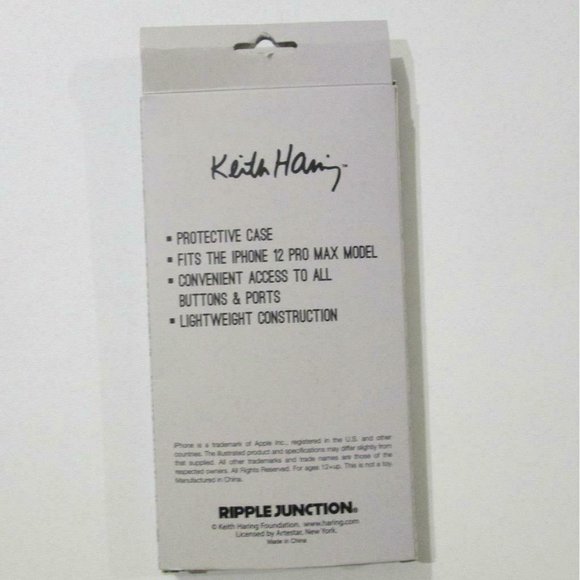 Keith Haring™
▪ PROTECTIVE CASE
▪ FITS THE IPHONE 12 PRO MAX MODEL
▪ CONVENIENT ACCESS TO ALL
BUTTONS & PORTS
▪ LIGHTWEIGHT CONSTRUCTION
iPhone is a trademark of Apple Inc., registered in the U.S. and other
countries. The illustrated product and specifications may differ slightly from
that supplied. All other trademarks and trade names are those of the
respected owners. All Rights Reserved. For ages 12+up. This is not a toy.
Manufactured in China.
RIPPLE JUNCTION®
© Keith Haring Foundation. www.haring.com
Licensed by Artestar, New York.
Made in China